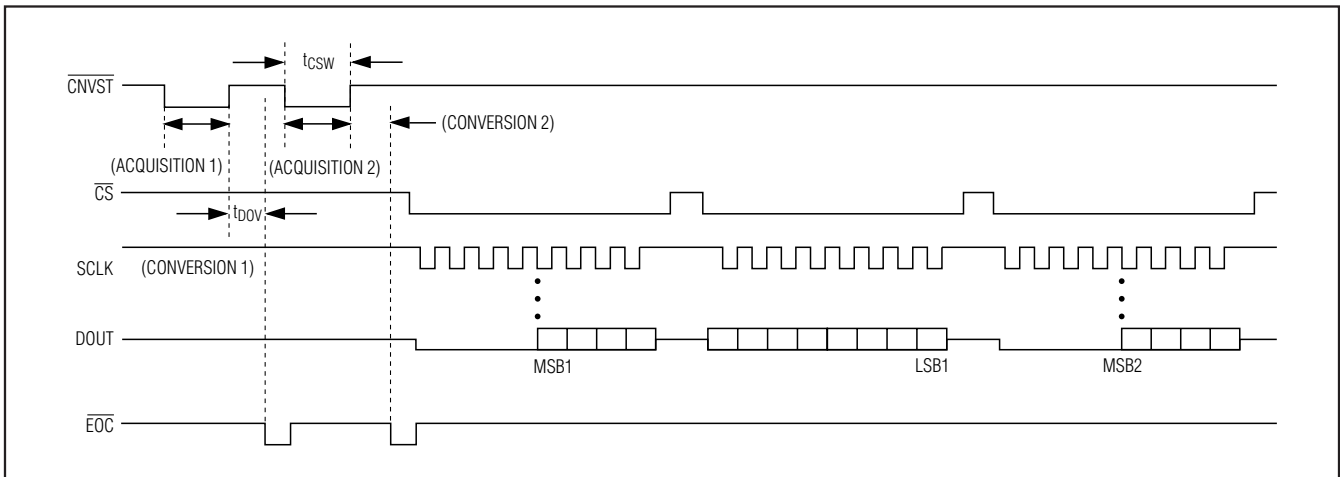 tCSW
CNVST
(CONVERSION 2)
(ACQUISITION 1)
(ACQUISITION 2)
CS
tDOV
SCLK
(CONVERSION 1)
DOUT
MSB1
LSB1
MSB2
EOC